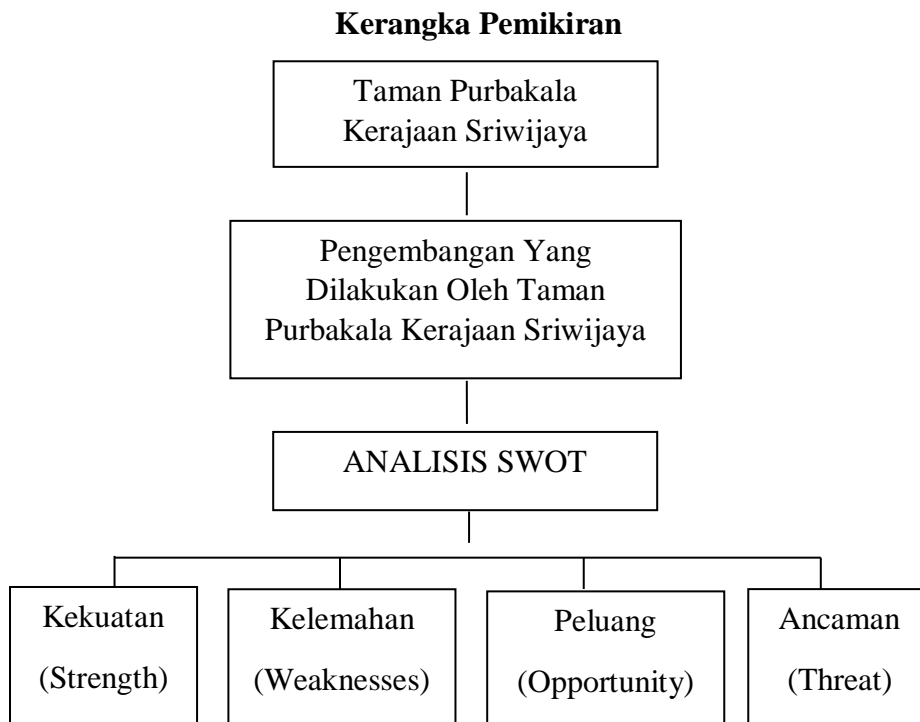 Kerangka Pemikiran
Taman Purbakala
Kerajaan Sriwijaya
Pengembangan Yang
Dilakukan Oleh Taman
Purbakala Kerajaan Sriwijaya
ANALISIS SWOT
Kekuatan
(Strength)
Kelemahan
(Weaknesses)
Peluang
(Opportunity)
Ancaman
(Threat)